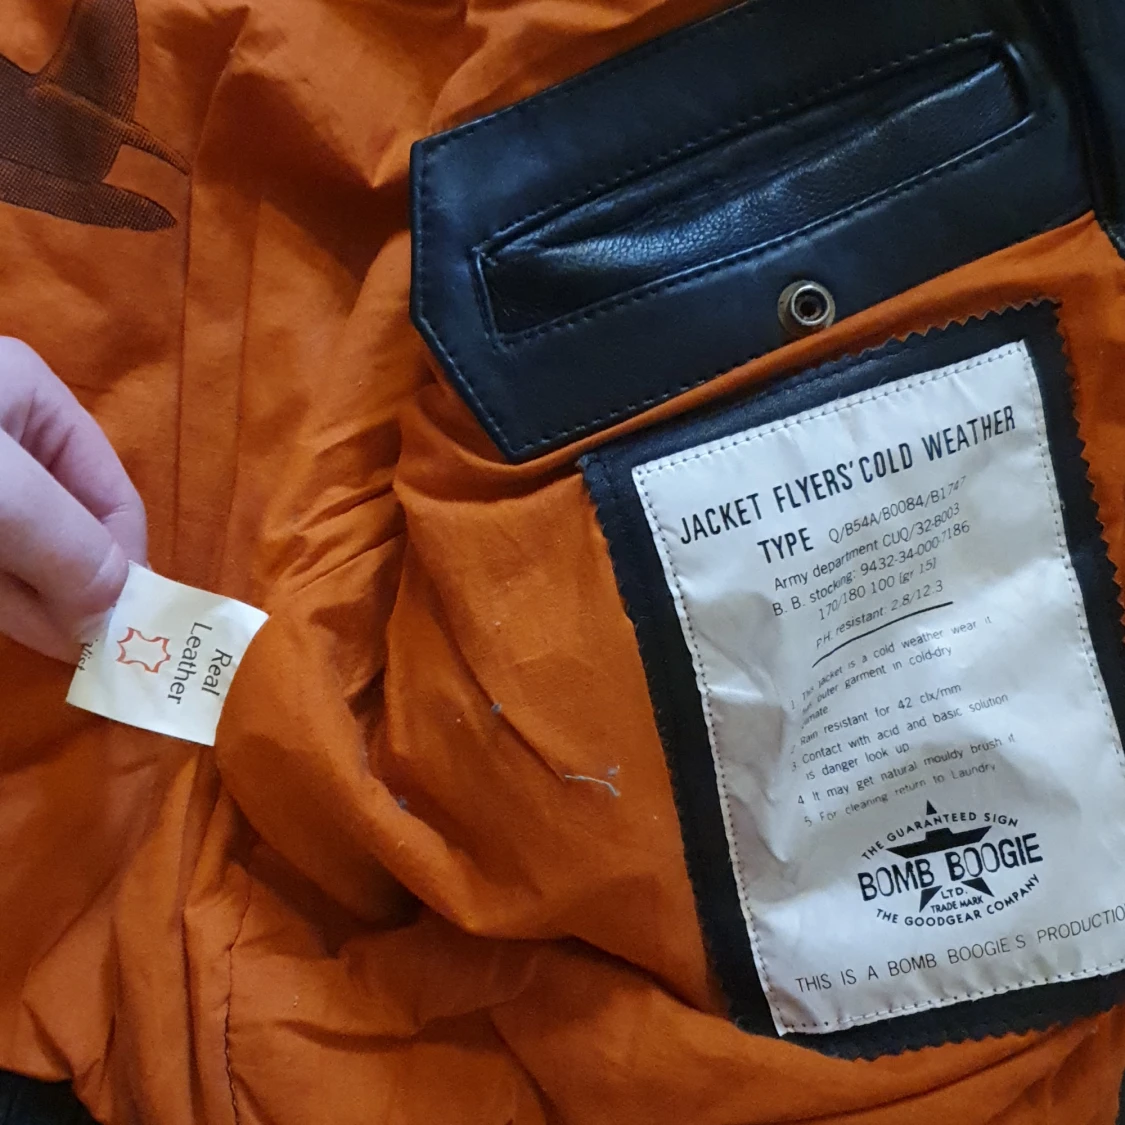 JACKET FLYERS' COLD WEATHER
TYPE Q/B54A/B0084/B1747
Army department CUQ/32-B003
B. B. stocking: 9432-34-000-7186
170/180 100 [gr 15]
P.H. resistant: 2.8/12.3
1 jacket is a cold weather wear it
outer garment in cold-dry
2 Rain resistant for 42 clx/mm
3 Contact with acid and basic solution
is danger look up
4 It may get natural mouldy brush it
5 For cleaning return to Laundry
THE GUARANTEED SIGN
BOMB BOOGIE
LTD.
TRADE MARK
THE GOODGEAR COMPANY
THIS IS A BOMB BOOGIE S PRODUCTIO
Real
Leather